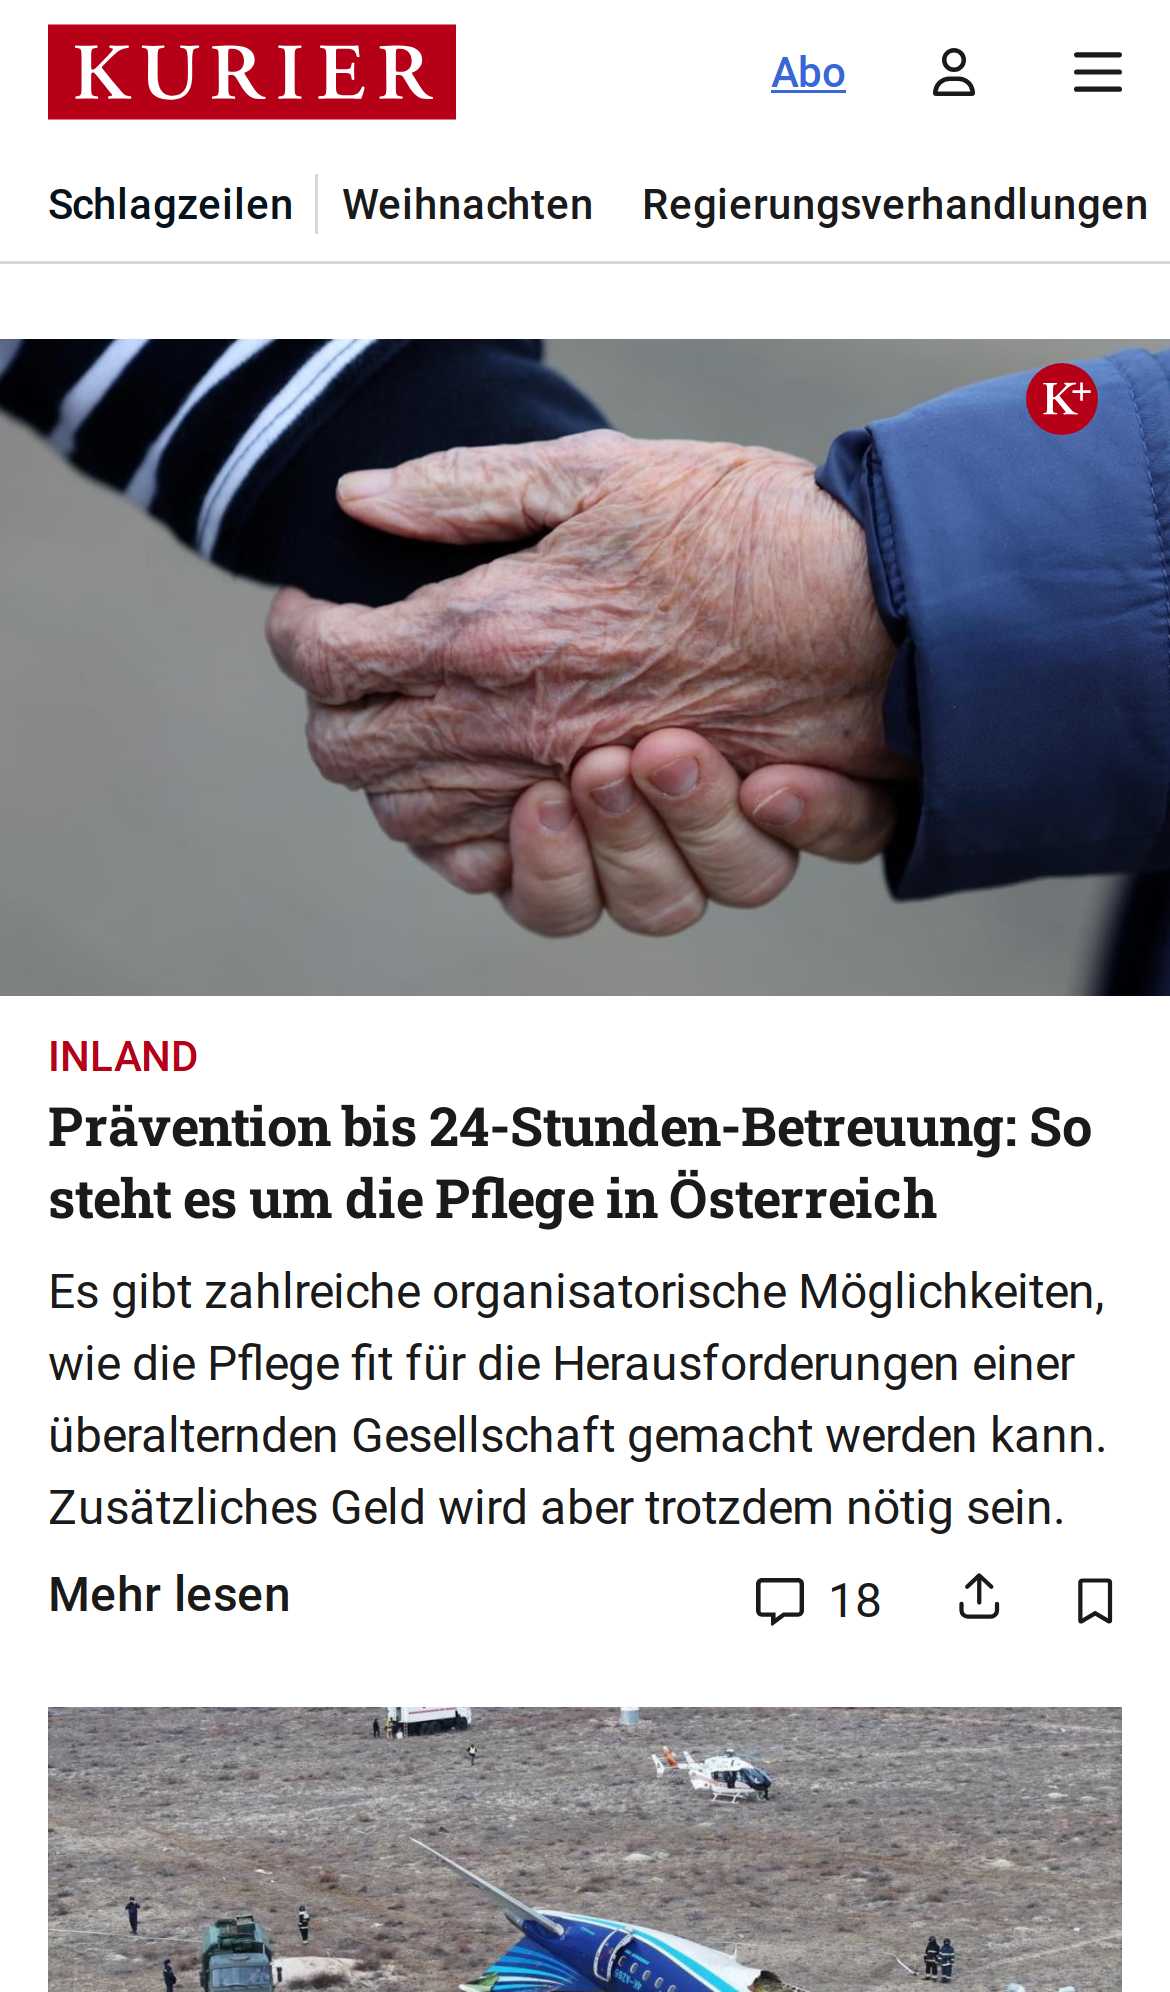 KURIER
Abo
Schlagzeilen
Weihnachten
Regierungsverhandlungen
K+
INLAND
Prävention bis 24-Stunden-Betreuung: So
steht es um die Pflege in Österreich
Es gibt zahlreiche organisatorische Möglichkeiten,
wie die Pflege fit für die Herausforderungen einer
überalternden Gesellschaft gemacht werden kann.
Zusätzliches Geld wird aber trotzdem nötig sein.
Mehr lesen
18